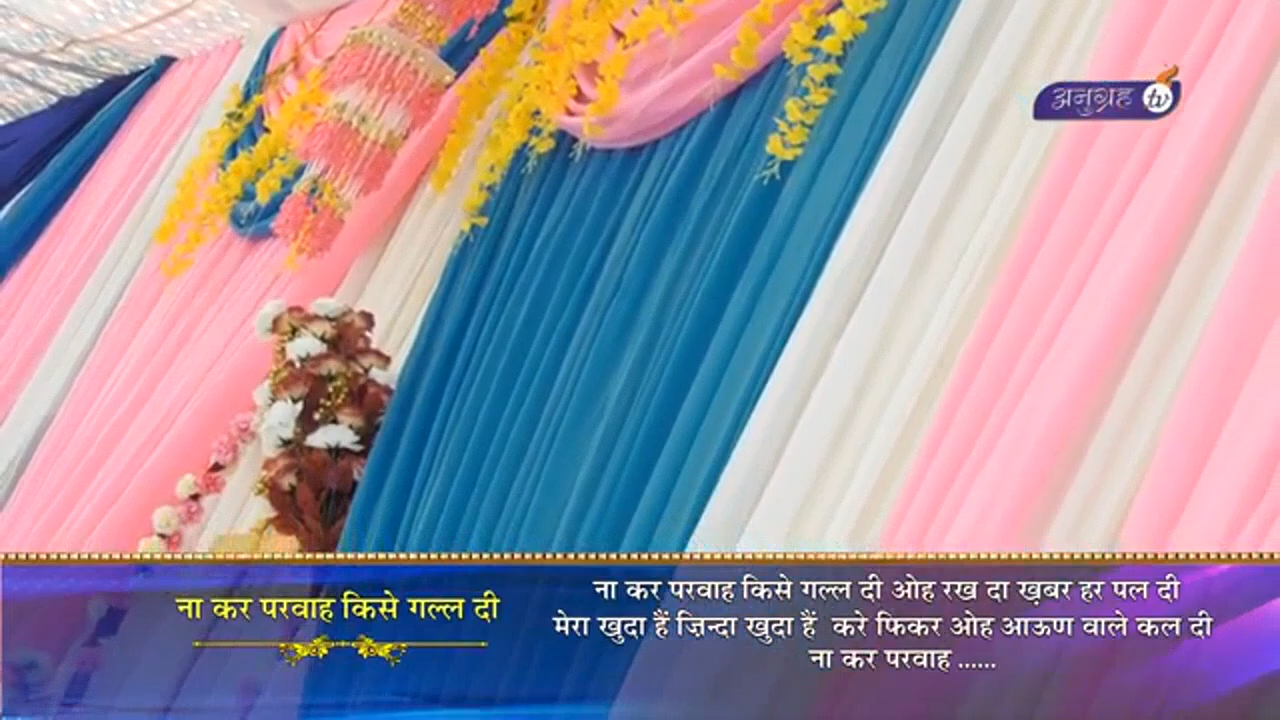 अनुग्रह tv
ना कर परवाह किसे गल्ल दी
ना कर परवाह किसे गल्ल दी ओह रख दा ख़बर हर पल दी
मेरा खुदा हैं ज़िन्दा खुदा हैं करे फिकर ओह आऊण वाले कल दी
ना कर परवाह ......